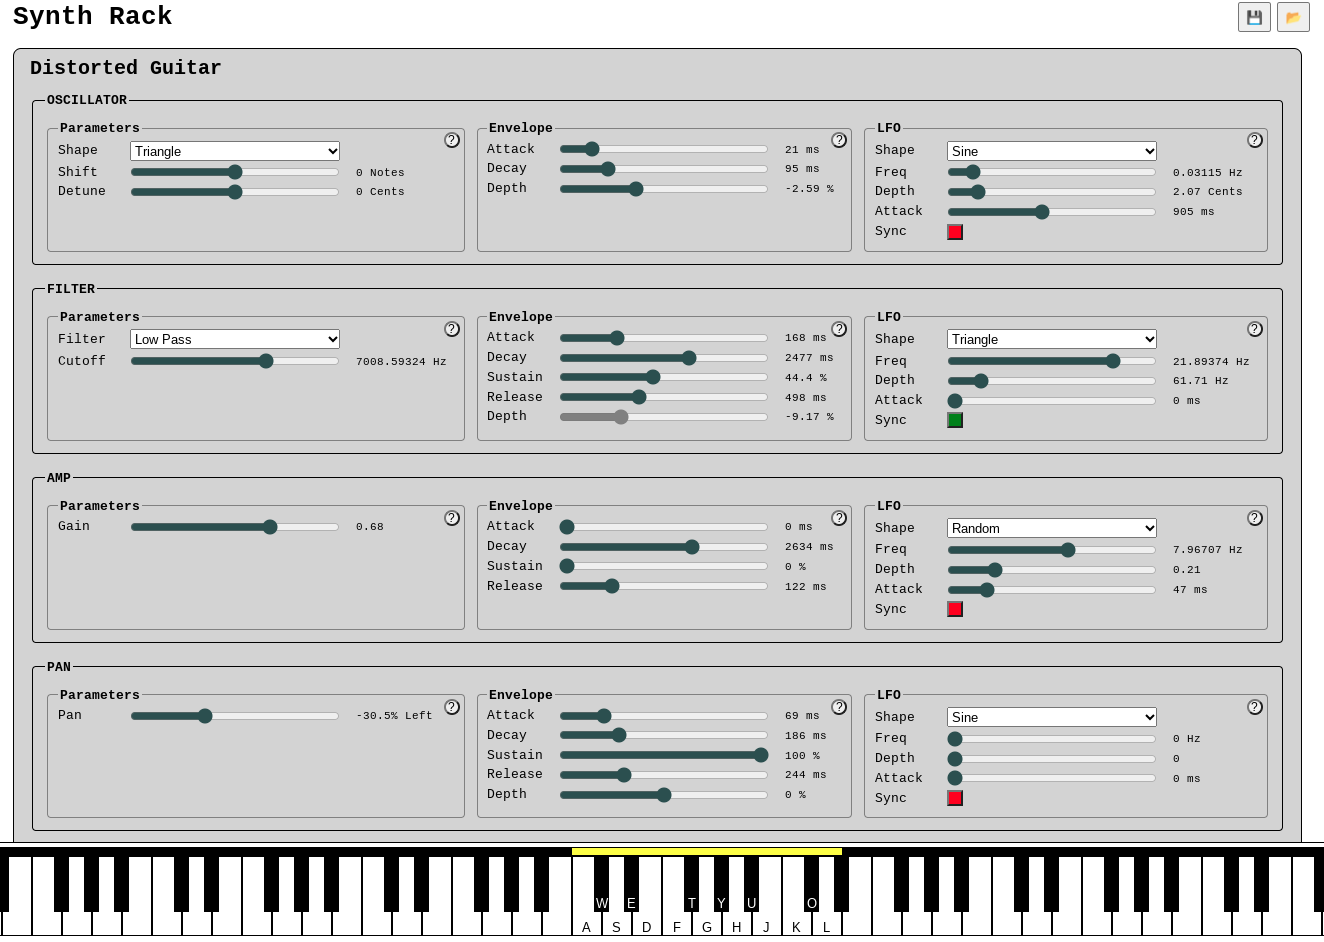 Synth Rack
Distorted Guitar
OSCILLATOR
Parameters
?
Shape Triangle
Shift 0 Notes
Detune 0 Cents
Envelope
?
Attack 21 ms
Decay 95 ms
Depth -2.59 %
LFO
?
Shape Sine
Freq 0.03115 Hz
Depth 2.07 Cents
Attack 905 ms
Sync
FILTER
Parameters
?
Filter Low Pass
Cutoff 7008.59324 Hz
Envelope
?
Attack 168 ms
Decay 2477 ms
Sustain 44.4 %
Release 498 ms
Depth -9.17 %
LFO
?
Shape Triangle
Freq 21.89374 Hz
Depth 61.71 Hz
Attack 0 ms
Sync
AMP
Parameters
?
Gain 0.68
Envelope
?
Attack 0 ms
Decay 2634 ms
Sustain 0 %
Release 122 ms
LFO
?
Shape Random
Freq 7.96707 Hz
Depth 0.21
Attack 47 ms
Sync
PAN
Parameters
?
Pan -30.5% Left
Envelope
?
Attack 69 ms
Decay 186 ms
Sustain 100 %
Release 244 ms
Depth 0 %
LFO
?
Shape Sine
Freq 0 Hz
Depth 0
Attack 0 ms
Sync
W E T Y U O
A S D F G H J K L